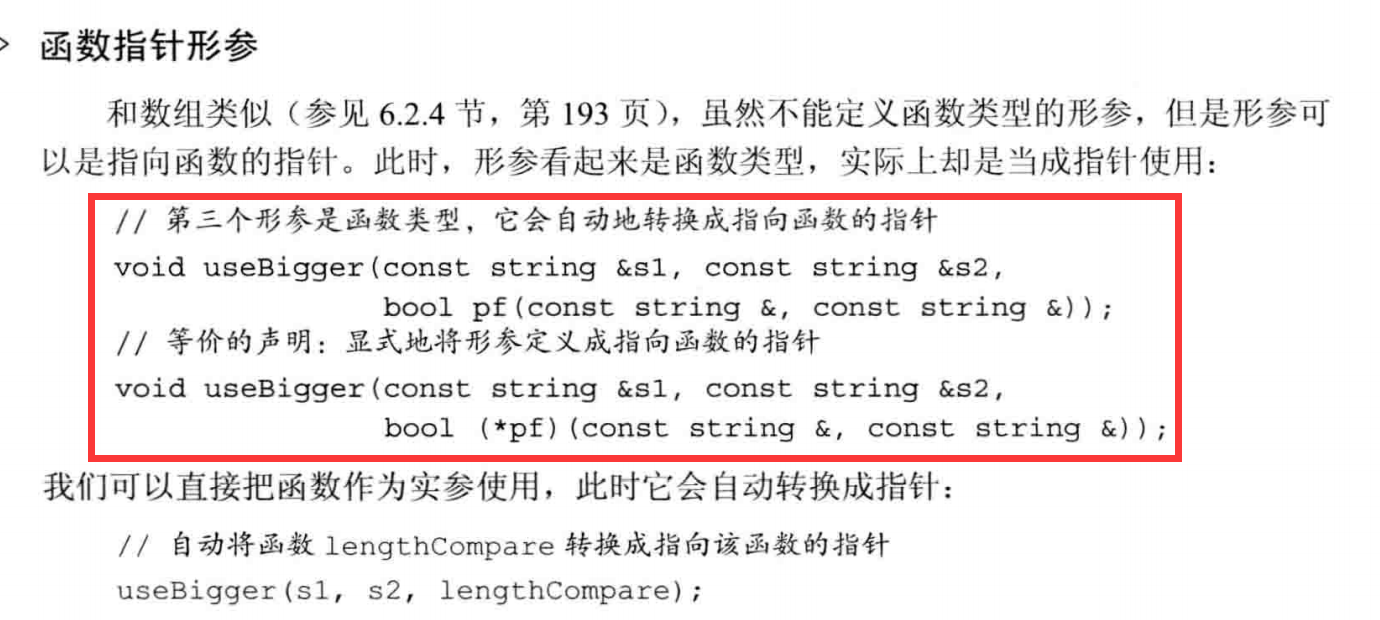 函数指针形参
和数组类似（参见 6.2.4 节，第 193 页），虽然不能定义函数类型的形参，但是形参可
以是指向函数的指针。此时，形参看起来是函数类型，实际上却是当成指针使用：
// 第三个形参是函数类型，它会自动地转换成指向函数的指针
void useBigger(const string &s1, const string &s2,
bool pf(const string &, const string &));
// 等价的声明：显式地将形参定义成指向函数的指针
void useBigger(const string &s1, const string &s2,
bool (*pf)(const string &, const string &));
我们可以直接把函数作为实参使用，此时它会自动转换成指针：
// 自动将函数 lengthCompare 转换成指向该函数的指针
useBigger(s1, s2, lengthCompare);